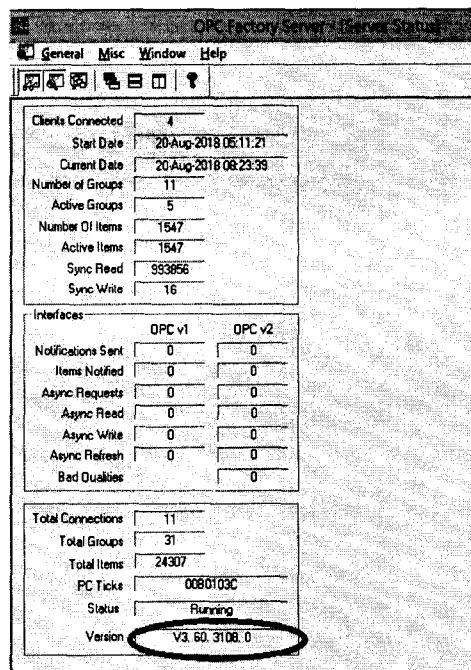 OPC Factory Server - [Server Status]
General Misc Window Help
Clients Connected 4
Start Date 20-Aug-2018 05:11:21
Current Date 20-Aug-2018 08:23:39
Number of Groups 11
Active Groups 5
Number Of Items 1547
Active Items 1547
Sync Read 993856
Sync Write 16
Interfaces
OPC v1 OPC v2
Notifications Sent 0 0
Items Notified 0 0
Async Requests 0 0
Async Read 0 0
Async Write 0 0
Async Refresh 0 0
Bad Qualities 0
Total Connections 11
Total Groups 31
Total Items 24307
PC Ticks 0080103C
Status Running
Version V3. 60. 3108. 0